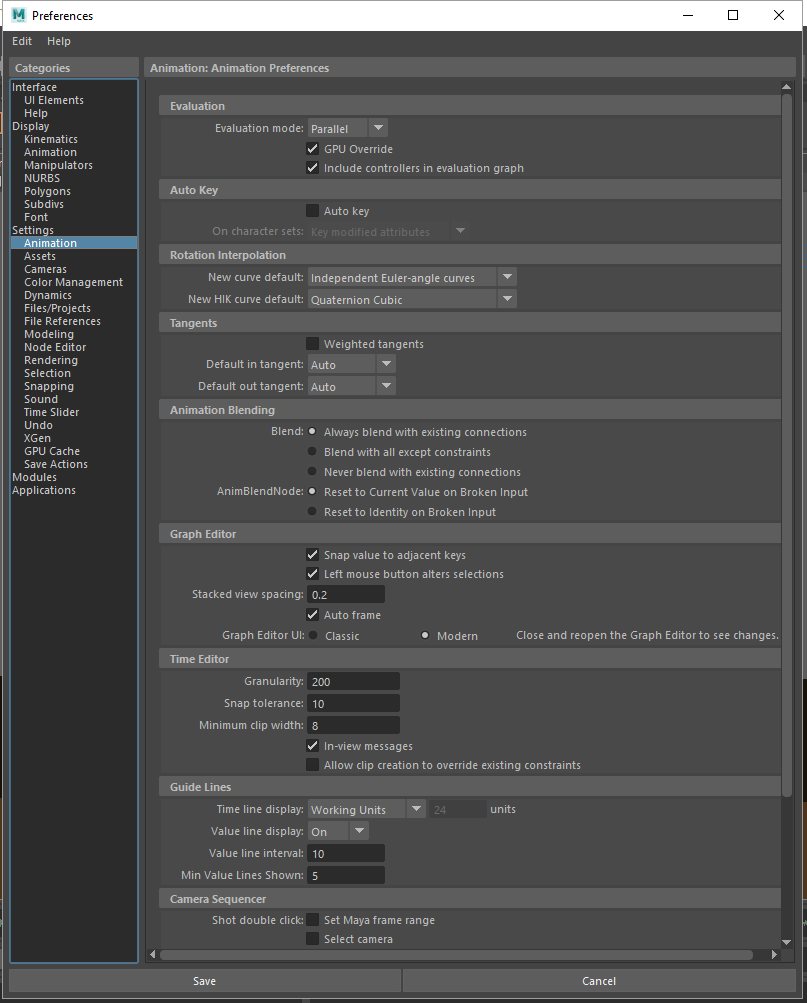 M Preferences
Edit Help
Categories
Interface
UI Elements
Help
Display
Kinematics
Animation
Manipulators
NURBS
Polygons
Subdivs
Font
Settings
Animation
Assets
Cameras
Color Management
Dynamics
Files/Projects
File References
Modeling
Node Editor
Rendering
Selection
Snapping
Sound
Time Slider
Undo
XGen
GPU Cache
Save Actions
Modules
Applications
Animation: Animation Preferences
Evaluation
Evaluation mode: Parallel
GPU Override
Include controllers in evaluation graph
Auto Key
Auto key
On character sets: Key modified attributes
Rotation Interpolation
New curve default: Independent Euler-angle curves
New HIK curve default: Quaternion Cubic
Tangents
Weighted tangents
Default in tangent: Auto
Default out tangent: Auto
Animation Blending
Blend: Always blend with existing connections
Blend with all except constraints
Never blend with existing connections
AnimBlendNode: Reset to Current Value on Broken Input
Reset to Identity on Broken Input
Graph Editor
Snap value to adjacent keys
Left mouse button alters selections
Stacked view spacing: 0.2
Auto frame
Graph Editor UI: Classic Modern Close and reopen the Graph Editor to see changes.
Time Editor
Granularity: 200
Snap tolerance: 10
Minimum clip width: 8
In-view messages
Allow clip creation to override existing constraints
Guide Lines
Time line display: Working Units 24 units
Value line display: On
Value line interval: 10
Min Value Lines Shown: 5
Camera Sequencer
Shot double click: Set Maya frame range
Select camera
Save Cancel